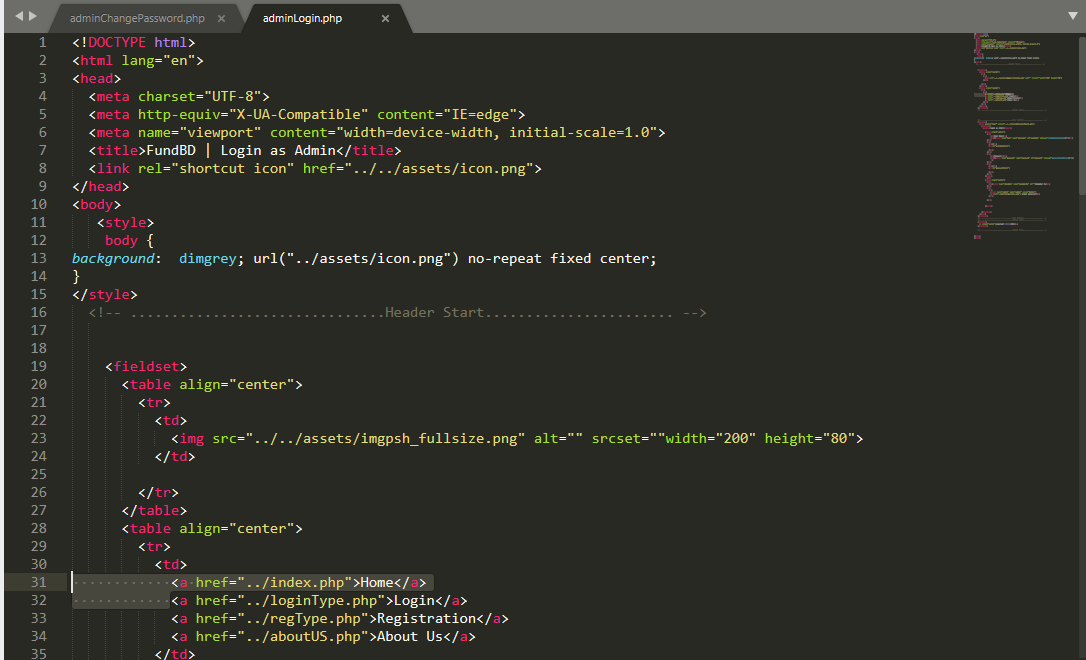 adminChangePassword.php
adminLogin.php
1 <!DOCTYPE html>
2 <html lang="en">
3 <head>
4 <meta charset="UTF-8">
5 <meta http-equiv="X-UA-Compatible" content="IE=edge">
6 <meta name="viewport" content="width=device-width, initial-scale=1.0">
7 <title>FundBD | Login as Admin</title>
8 <link rel="shortcut icon" href="../../assets/icon.png">
9 </head>
10 <body>
11 <style>
12 body {
13 background:  dimgrey; url("../assets/icon.png") no-repeat fixed center;
14 }
15 </style>
16 <!-- ...............................Header Start....................... -->
17
18
19 <fieldset>
20 <table align="center">
21 <tr>
22 <td>
23 <img src="../../assets/imgpsh_fullsize.png" alt="" srcset=""width="200" height="80">
24 </td>
25
26 </tr>
27 </table>
28 <table align="center">
29 <tr>
30 <td>
31 <a href="../index.php">Home</a>
32 <a href="../loginType.php">Login</a>
33 <a href="../regType.php">Registration</a>
34 <a href="../aboutUS.php">About Us</a>
35 </td>